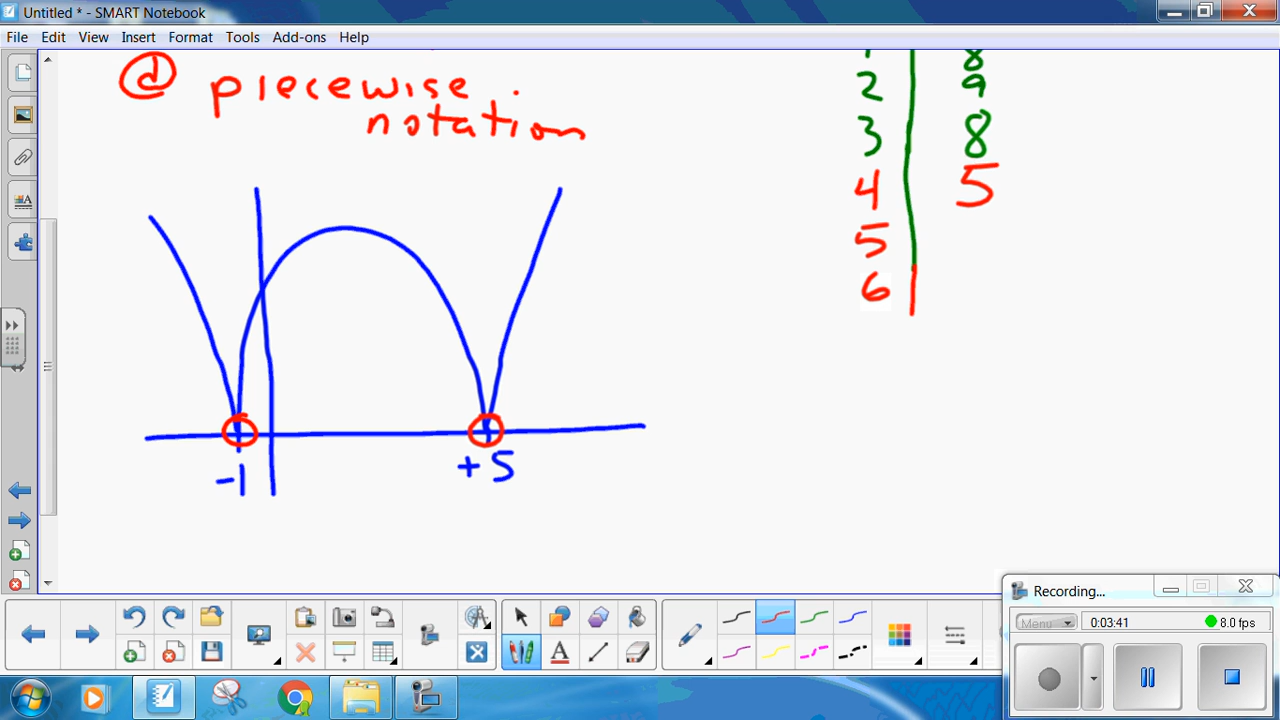 Untitled * - SMART Notebook
File Edit View Insert Format Tools Add-ons Help
d piecewise
notation
8
2 9
3 8
4 5
5
6
-1
+5
Recording...
Menu 0:03:41 8.0 fps
A